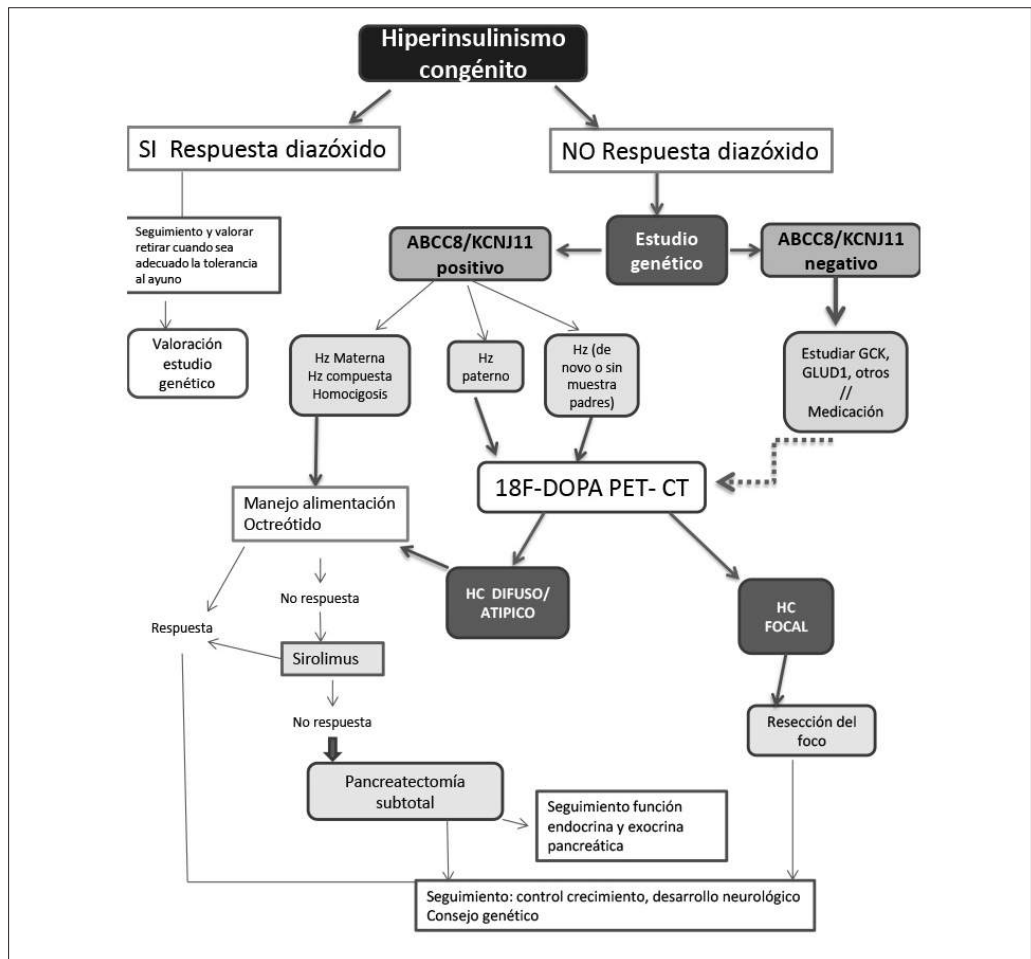 Hiperinsulinismo
congénito
SI Respuesta diazóxido
NO Respuesta diazóxido
Seguimiento y valorar
retirar cuando sea
adecuado la tolerancia
al ayuno
Valoración
estudio
genético)
ABCC8/KCNJ11
positivo
Estudio
genético
ABCC8/KCNJ11
negativo
Hz Materna
Hz compuesta
Homocigosis
Hz
paterno
Hz (de
novo o sin
muestra
padres)
Estudiar GCK,
GLUD1, otros
//
Medicación
18F-DOPA PET- CT
Manejo alimentación
Octreótido
HC DIFUSO/
ATIPICO
HC
FOCAL
No respuesta
Respuesta
Sirolimus
No respuesta
Resección del
foco
Pancreatectomía
subtotal
Seguimiento función
endocrina y exocrina
pancreática
Seguimiento: control crecimiento, desarrollo neurológico
Consejo genético